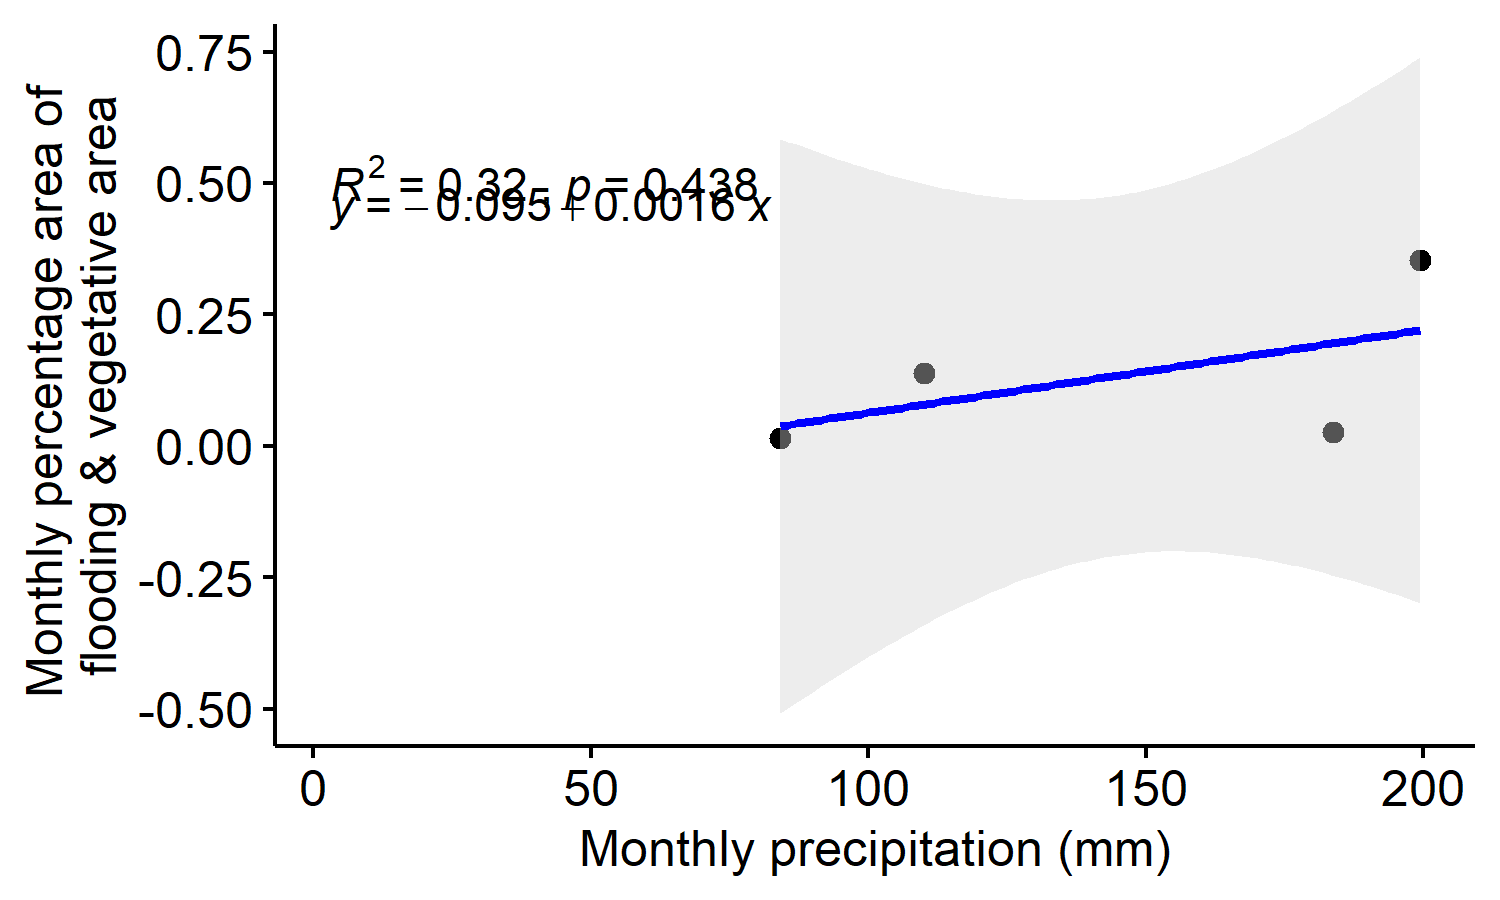 Monthly percentage area of
flooding & vegetative area
0.75
0.50
0.25
0.00
-0.25
-0.50
R² = 0.32, p = 0.438
y = −0.095 + 0.0016 x
0 50 100 150 200
Monthly precipitation (mm)